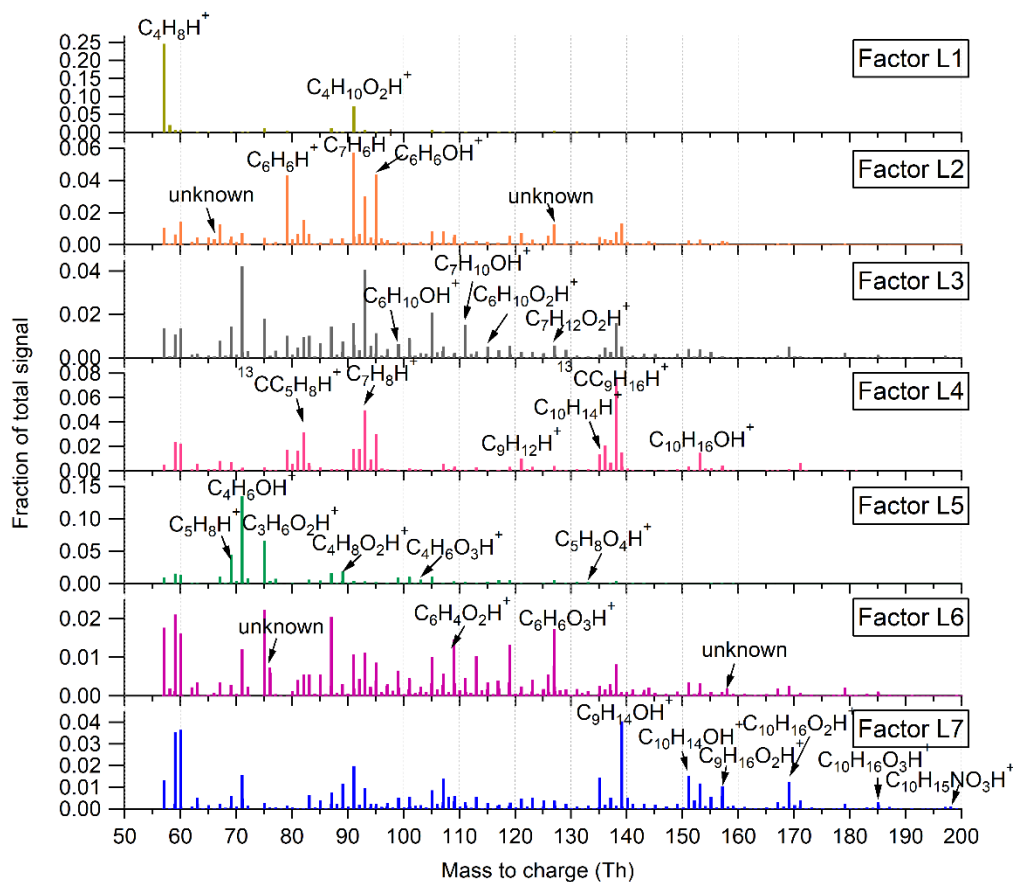 Fraction of total signal
C4H8H+
C4H10O2H+
Factor L1
0.25
0.20
0.15
0.10
0.05
0.00
C6H6H+
C7H6H+
C6H6OH+
unknown
unknown
Factor L2
0.06
0.04
0.02
0.00
C7H10OH+
C6H10OH+
C6H10O2H+
C7H12O2H+
Factor L3
0.04
0.02
0.00
13CC5H8H+
C7H8H+
13CC9H16H+
C10H14H+
C9H12H+
C10H16OH+
Factor L4
0.08
0.06
0.04
0.02
0.00
C4H6OH+
C5H8H+
C3H6O2H+
C4H8O2H+
C4H6O3H+
C5H8O4H+
Factor L5
0.15
0.10
0.05
0.00
unknown
C6H4O2H+
C6H6O3H+
unknown
Factor L6
0.02
0.01
0.00
C9H14OH+
C10H14OH+
C10H16O2H+
C9H16O2H+
C10H16O3H+
C10H15NO3H+
Factor L7
0.04
0.03
0.02
0.01
0.00
50 60 70 80 90 100 110 120 130 140 150 160 170 180 190 200
Mass to charge (Th)